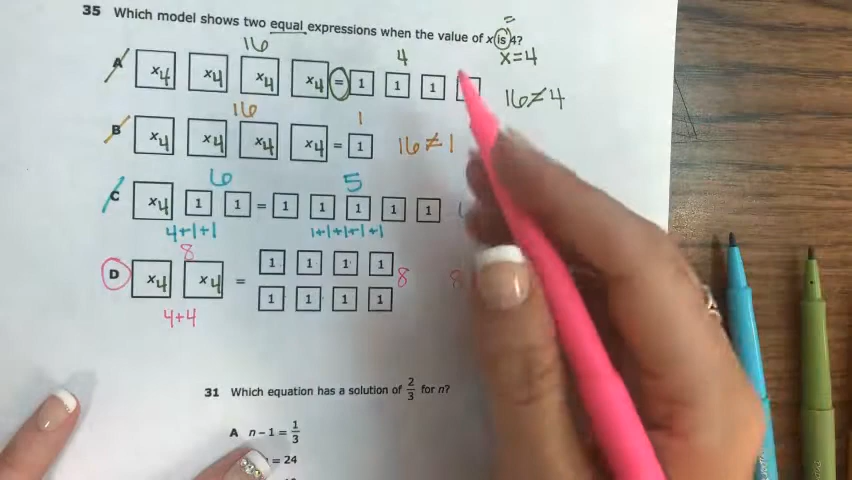 =
35 Which model shows two equal expressions when the value of x is 4?
16 4 x=4
A x4 x4 x4 x4 = 1 1 1 16≠4
16 1
B x4 x4 x4 x4 = 1 16≠1
6 5
C x4 1 1 = 1 1 1 1 1
4+1+1 1+1+1+1+1
8
D x4 x4 = 1 1 1 1 8 8
1 1 1 1
4+4
31 Which equation has a solution of 2/3 for n?
A n – 1 = 1/3
= 24